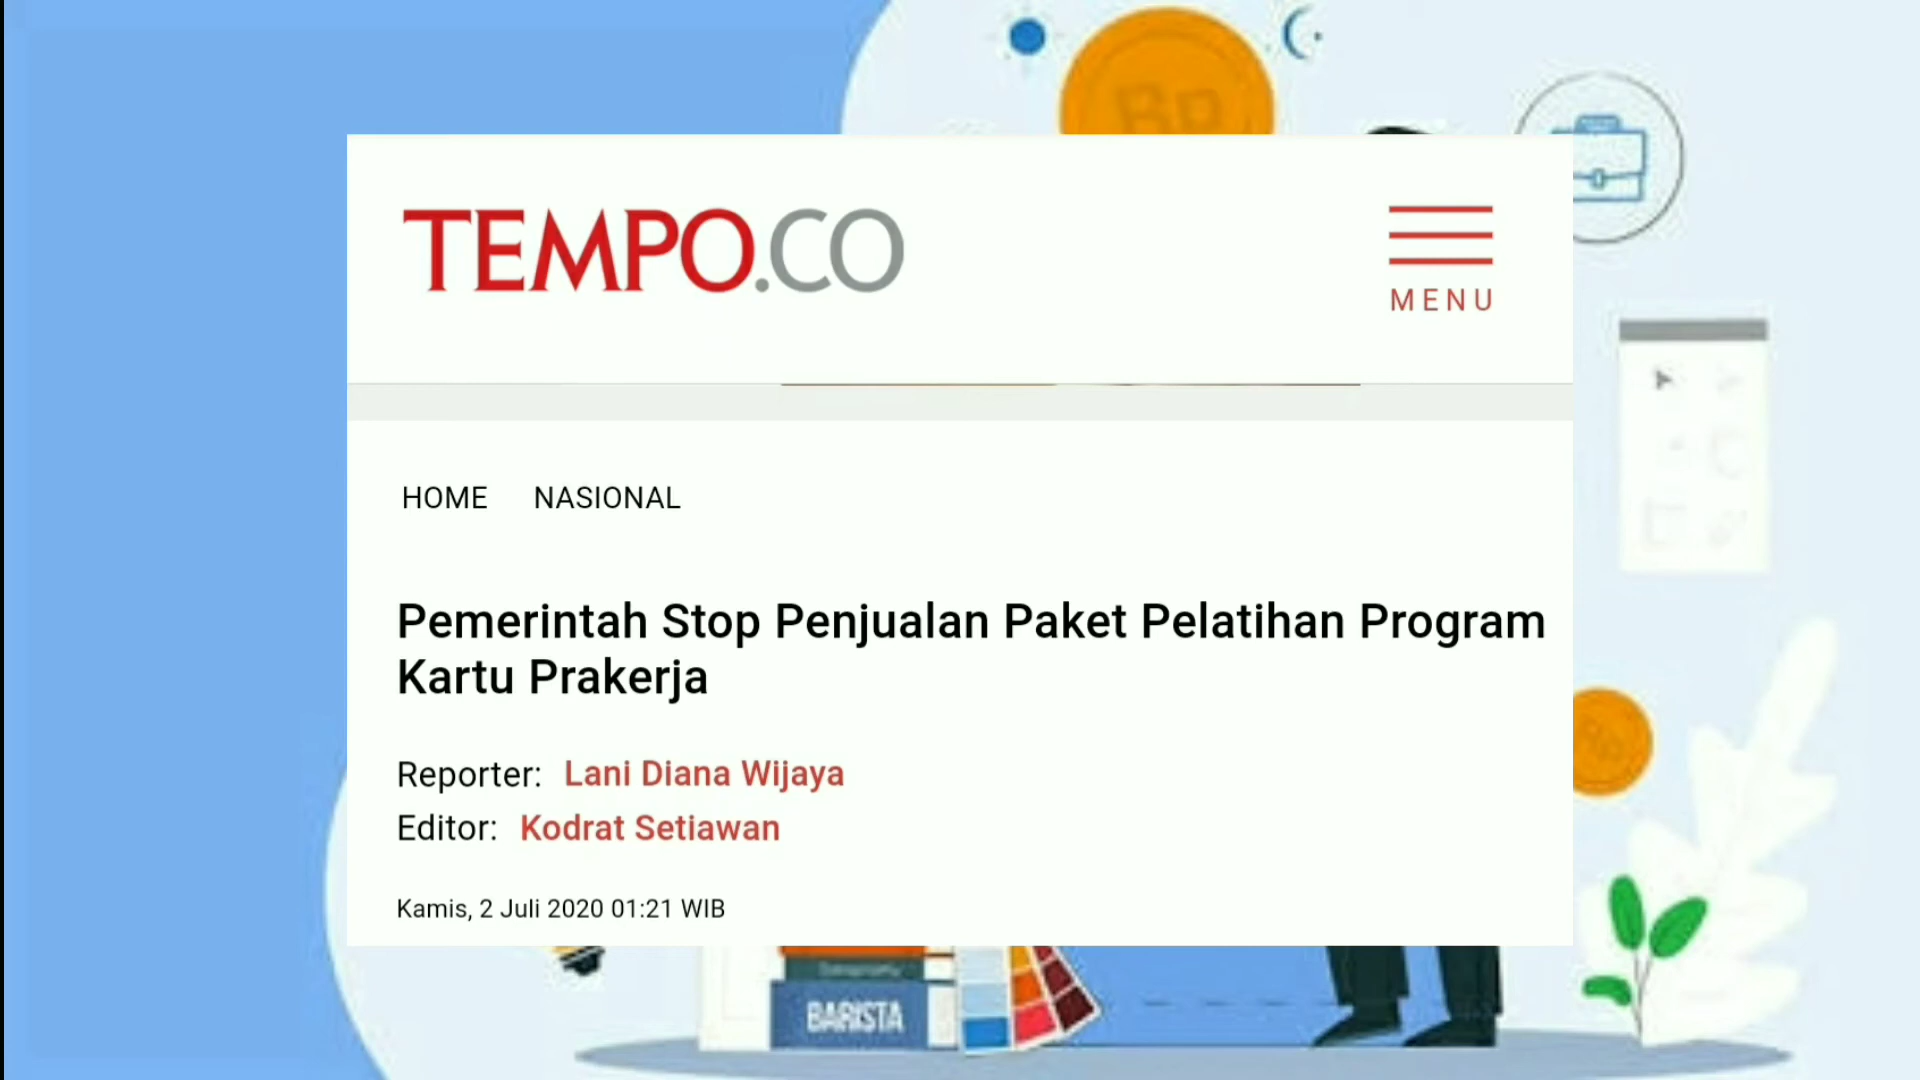 RP
TEMPO.CO
MENU
HOME NASIONAL
Pemerintah Stop Penjualan Paket Pelatihan Program
Kartu Prakerja
Reporter: Lani Diana Wijaya
Editor: Kodrat Setiawan
Kamis, 2 Juli 2020 01:21 WIB
BARISTA